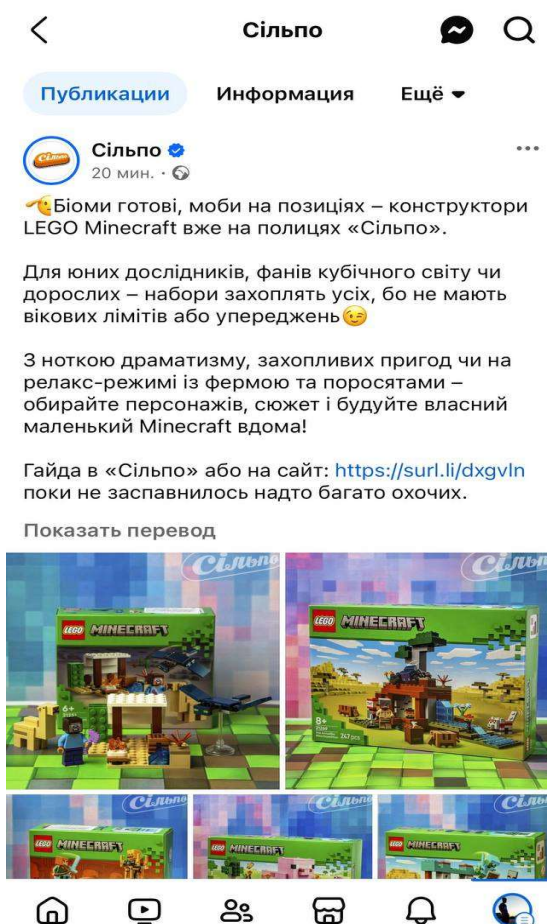 Сільпо
Публикации Информация Ещё
Сільпо
20 мин.
Біоми готові, моби на позиціях – конструктори
LEGO Minecraft вже на полицях «Сільпо».
Для юних дослідників, фанів кубічного світу чи
дорослих – набори захоплять усіх, бо не мають
вікових лімітів або упереджень
З ноткою драматизму, захопливих пригод чи на
релакс-режимі із фермою та поросятами –
обирайте персонажів, сюжет і будуйте власний
маленький Minecraft вдома!
Гайда в «Сільпо» або на сайт: https://surl.li/dxgvln
поки не заспавнилось надто багато охочих.
Показать перевод
Сільпо
LEGO MINECRAFT
6+
Сільпо
LEGO MINECRAFT
8+
247 pcs
Сільпо
LEGO MINECRAFT
Сільпо
LEGO MINECRAFT
Сільпо
LEGO MINECRAFT